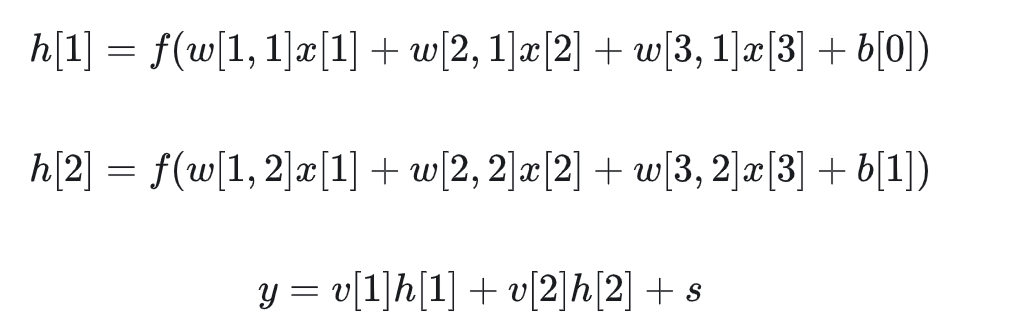 h[1] = f(w[1, 1]x[1] + w[2, 1]x[2] + w[3, 1]x[3] + b[0])
h[2] = f(w[1, 2]x[1] + w[2, 2]x[2] + w[3, 2]x[3] + b[1])
y = v[1]h[1] + v[2]h[2] + s